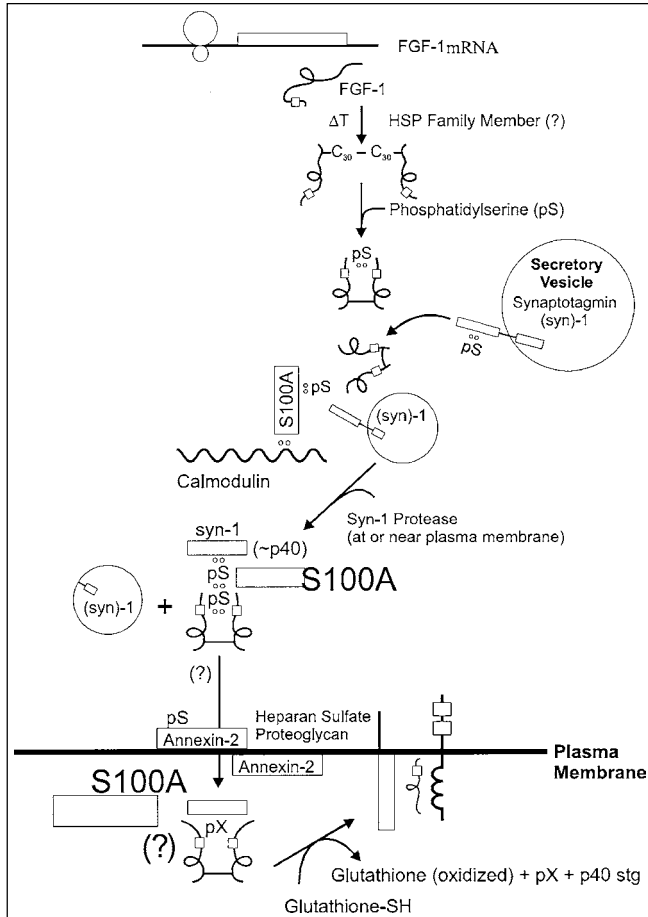 FGF-1mRNA
FGF-1
ΔT HSP Family Member (?)
C30 – C30
Phosphatidylserine (pS)
pS
Secretory
Vesicle
Synaptotagmin
(syn)-1
pS
S100A
pS
(syn)-1
Calmodulin
Syn-1 Protease
(at or near plasma membrane)
syn-1
(~p40)
pS
S100A
pS
(syn)-1
+
(?)
pS
Annexin-2
Heparan Sulfate
Proteoglycan
Annexin-2
Plasma
Membrane
S100A
(?)
pX
Glutathione (oxidized) + pX + p40 stg
Glutathione-SH